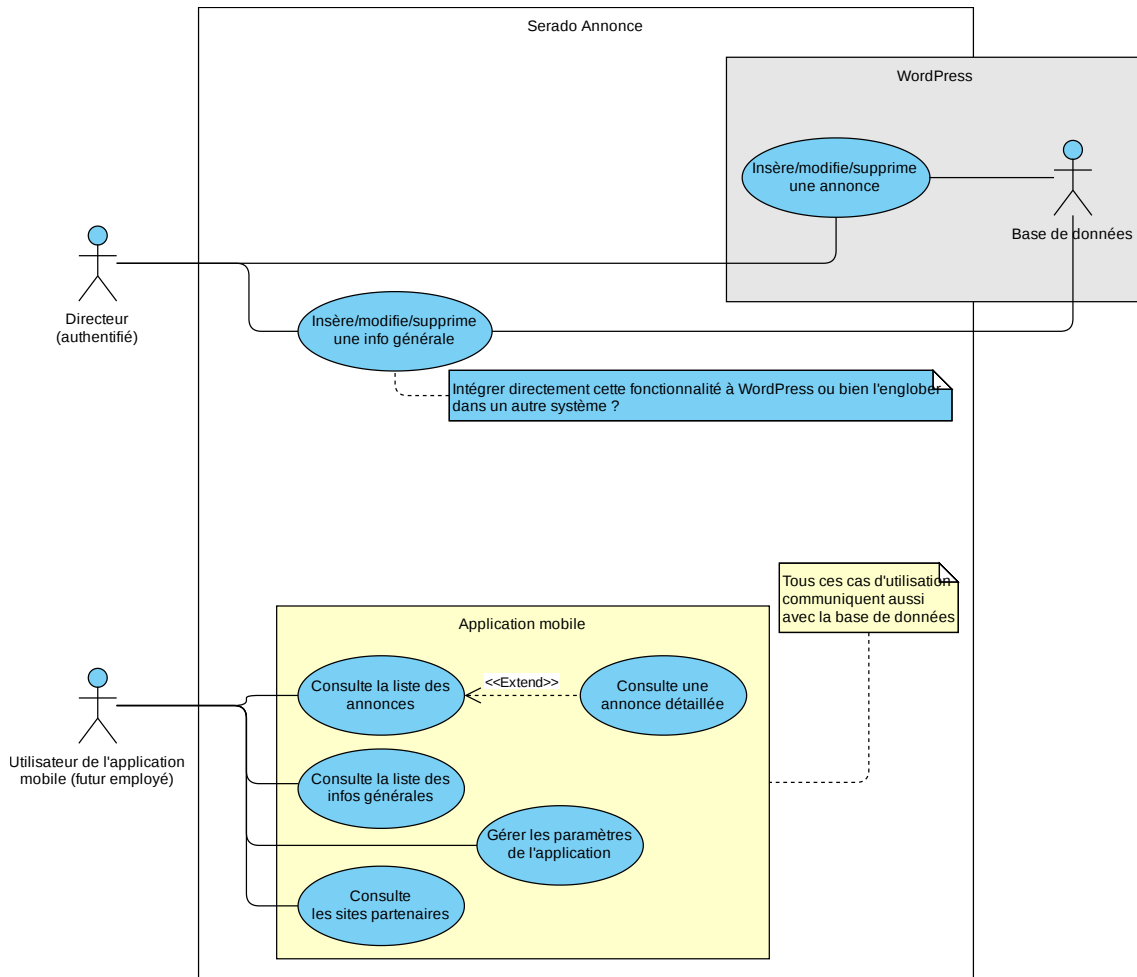 Serado Annonce
WordPress
Insère/modifie/supprime
une annonce
Base de données
Directeur
(authentifié)
Insère/modifie/supprime
une info générale
Intégrer directement cette fonctionnalité à WordPress ou bien l'englober
dans un autre système ?
Tous ces cas d'utilisation
communiquent aussi
avec la base de données
Application mobile
Consulte la liste des
annonces
<<Extend>>
Consulte une
annonce détaillée
Utilisateur de l'application
mobile (futur employé)
Consulte la liste des
infos générales
Gérer les paramètres
de l'application
Consulte
les sites partenaires